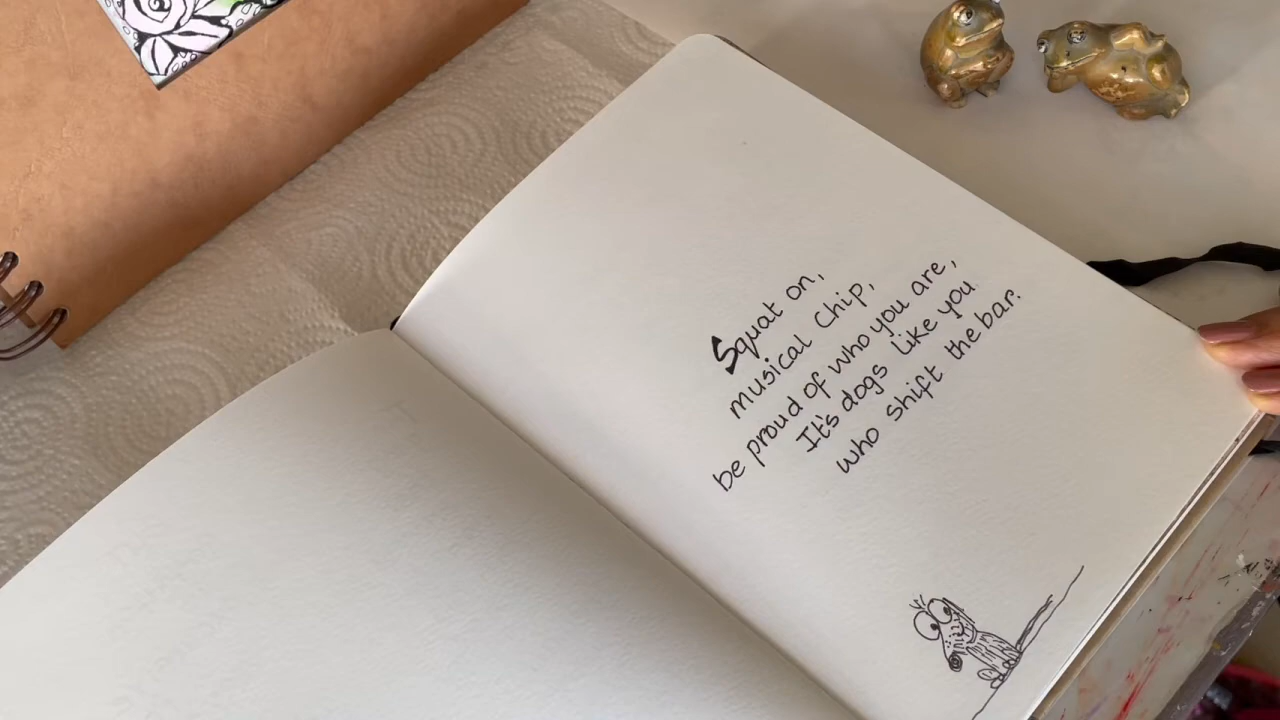 Squat on,
musical chip,
be proud of who you are,
It's dogs like you
who shift the bar.